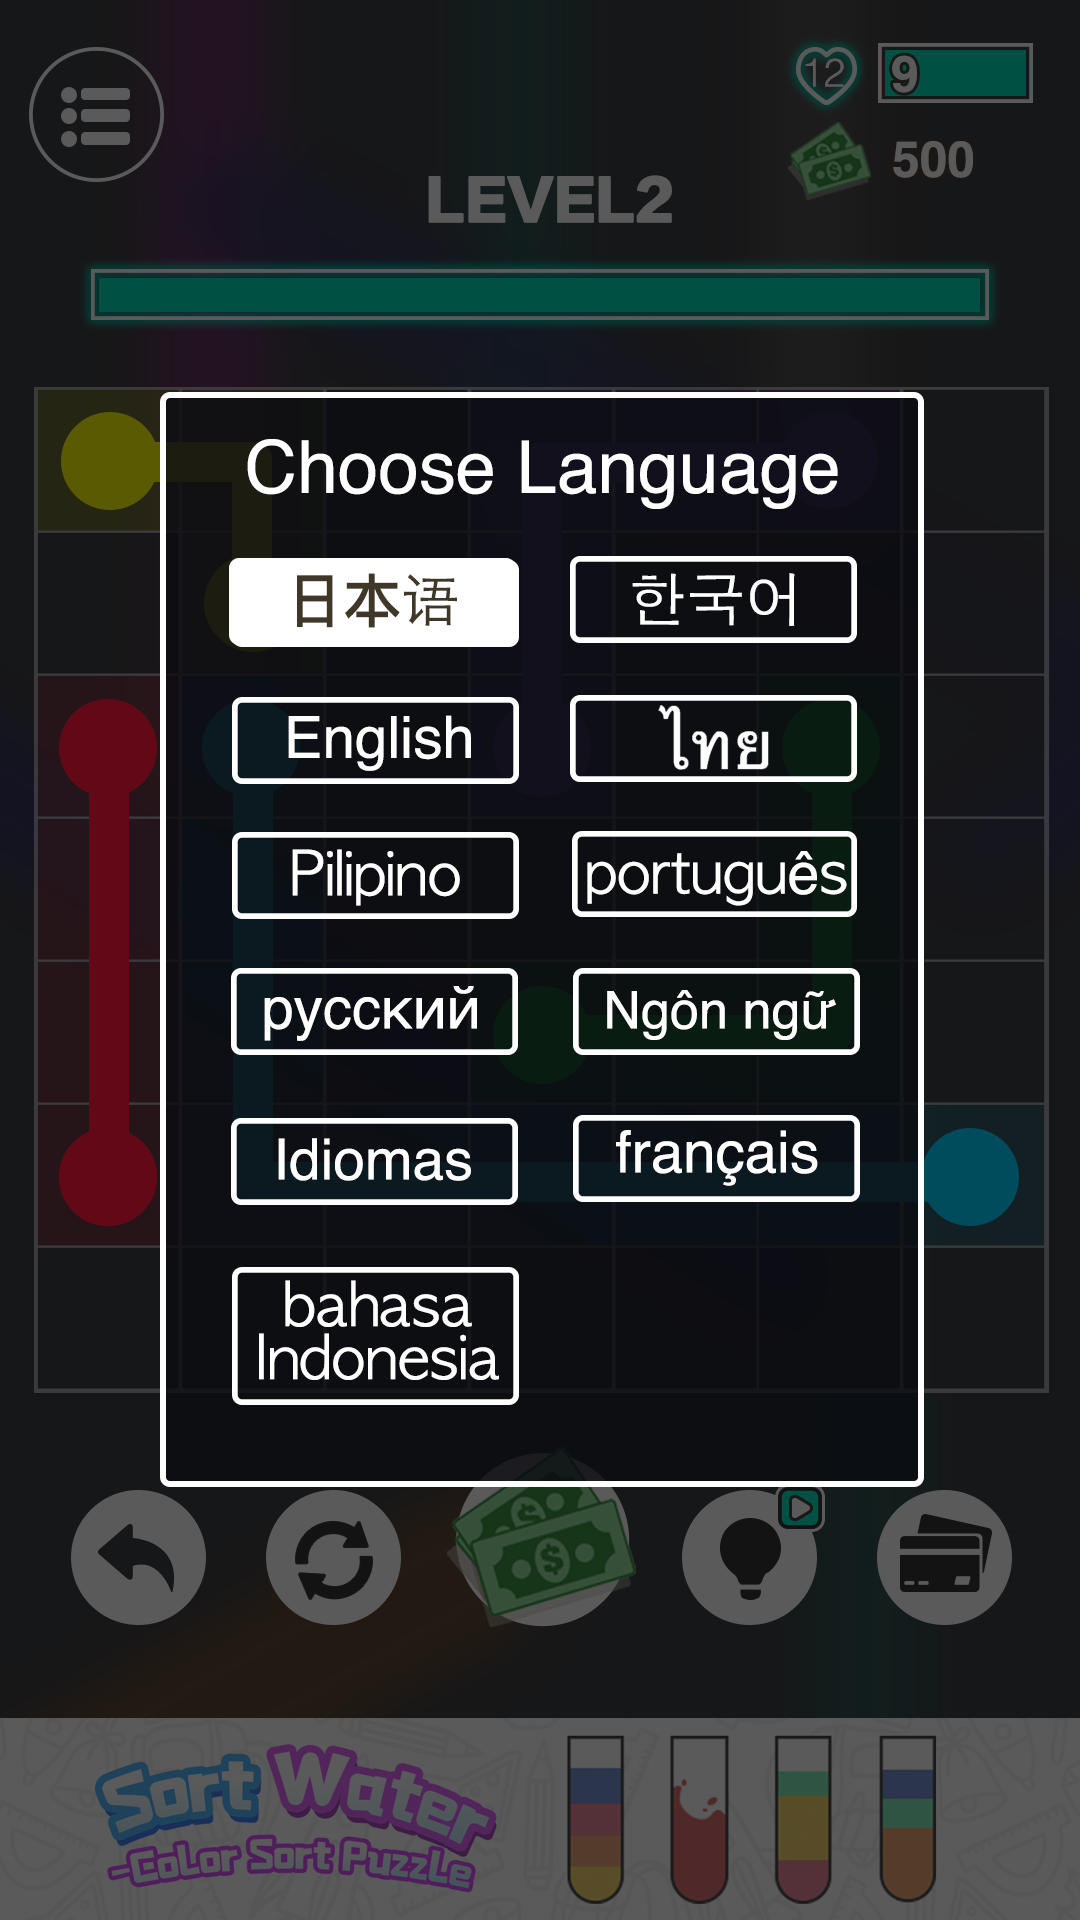 12
9
500
LEVEL2
Choose Language
日本语
한국어
English
ไทย
Pilipino
português
русский
Ngôn ngữ
Idiomas
français
bahasa
Indonesia
Sort Water
-CoLor Sort PuzzLe